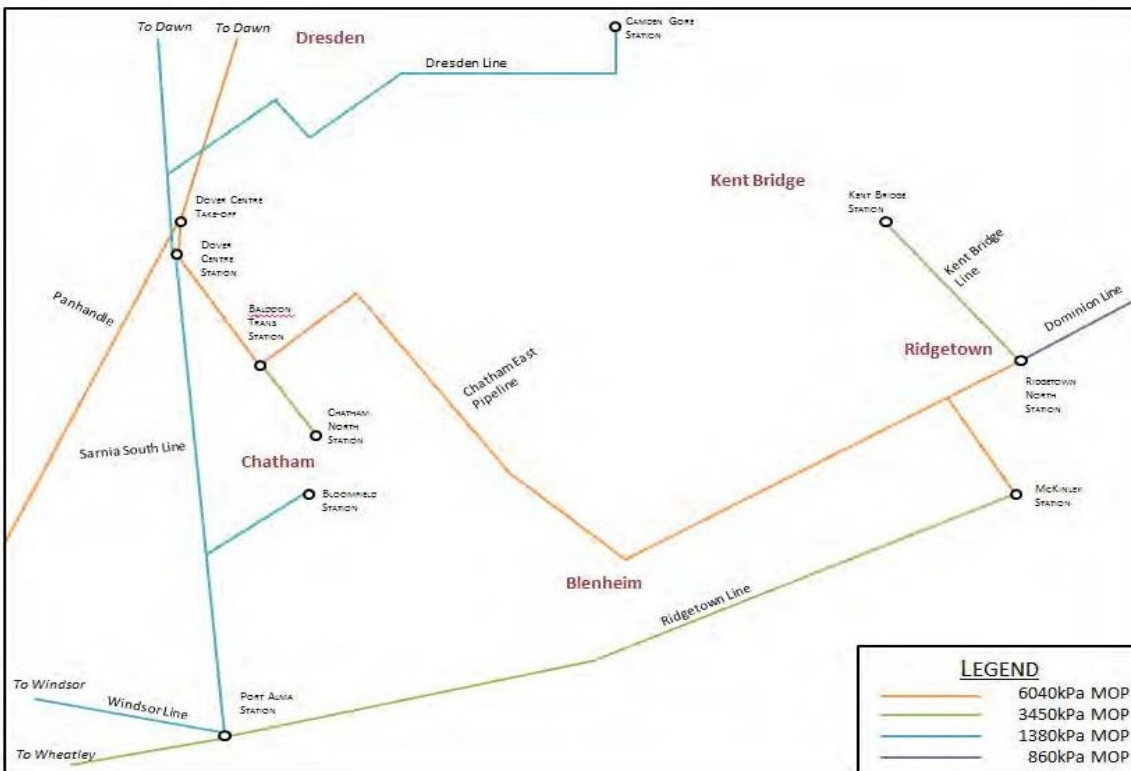 To Dawn
To Dawn
Dresden
CAMDEN GORE
STATION
Dresden Line
Kent Bridge
DOVER CENTRE
TAKE-OFF
KENT BRIDGE
STATION
DOVER
CENTRE
STATION
Kent Bridge
Line
Panhandle
Dominion Line
BALDOON
TRANS
STATION
Ridgetown
Chatham East
Pipeline
RIDGETOWN
NORTH
STATION
CHATHAM
NORTH
STATION
Sarnia South Line
Chatham
BLOOMFIELD
STATION
MCKINLEY
STATION
Blenheim
Ridgetown Line
To Windsor
Windsor Line
PORT ALMA
STATION
To Wheatley
LEGEND
6040kPa MOP
3450kPa MOP
1380kPa MOP
860kPa MOP